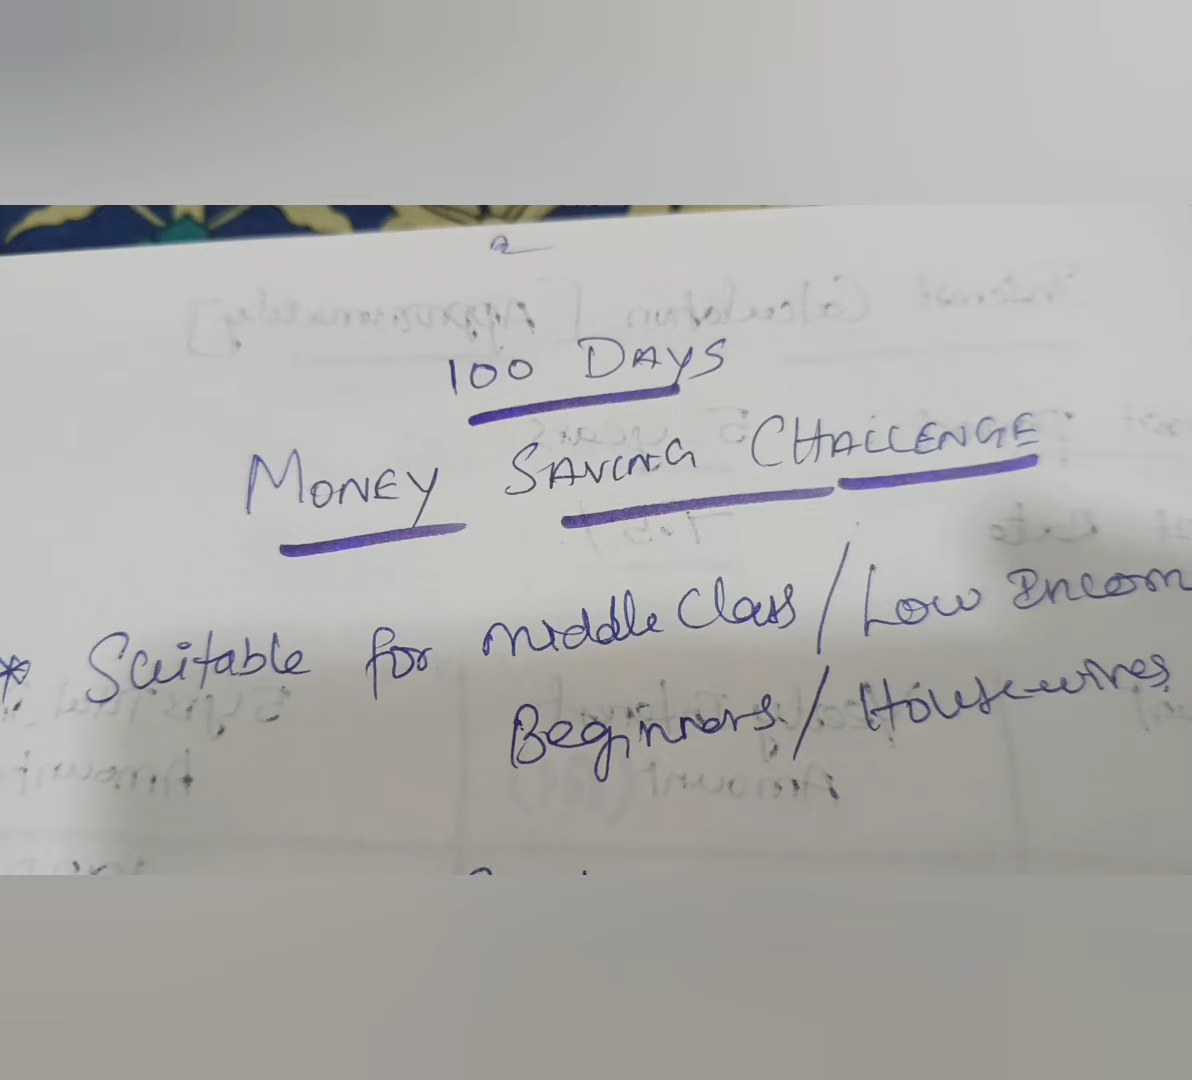 100 DAYS
MONEY SAVING CHALLENGE
* Suitable for middle Class / Low Incom
Beginners / Housewives